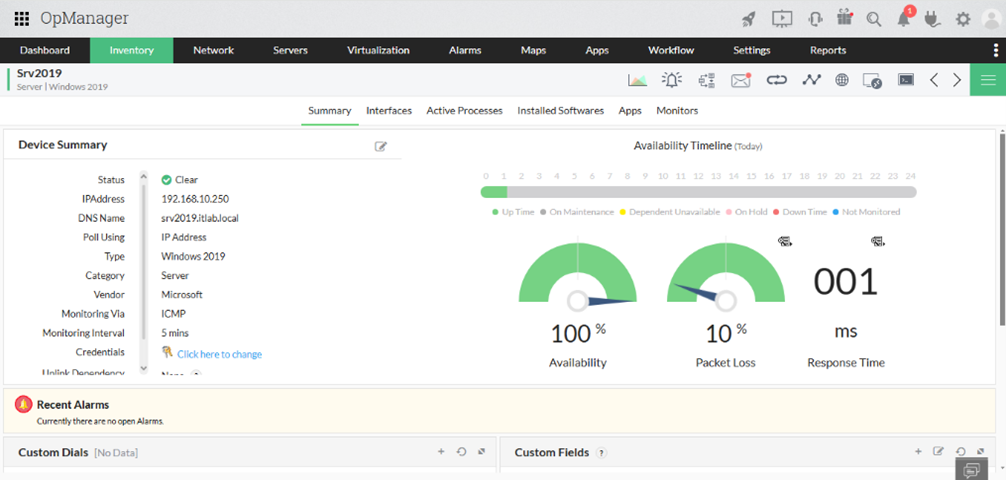 OpManager
1
Dashboard Inventory Network Servers Virtualization Alarms Maps Apps Workflow Settings Reports
Srv2019
Server | Windows 2019
Summary Interfaces Active Processes Installed Softwares Apps Monitors
Device Summary
Status Clear
IPAddress 192.168.10.250
DNS Name srv2019.itlab.local
Poll Using IP Address
Type Windows 2019
Category Server
Vendor Microsoft
Monitoring Via ICMP
Monitoring Interval 5 mins
Credentials Click here to change
Uplink Dependency None ?
Availability Timeline (Today)
0 1 2 3 4 5 6 7 8 9 10 11 12 13 14 15 16 17 18 19 20 21 22 23 24
Up Time On Maintenance Dependent Unavailable On Hold Down Time Not Monitored
100 % 10 % 001
ms
Availability Packet Loss Response Time
Recent Alarms
Currently there are no open Alarms.
Custom Dials [No Data]
Custom Fields ?